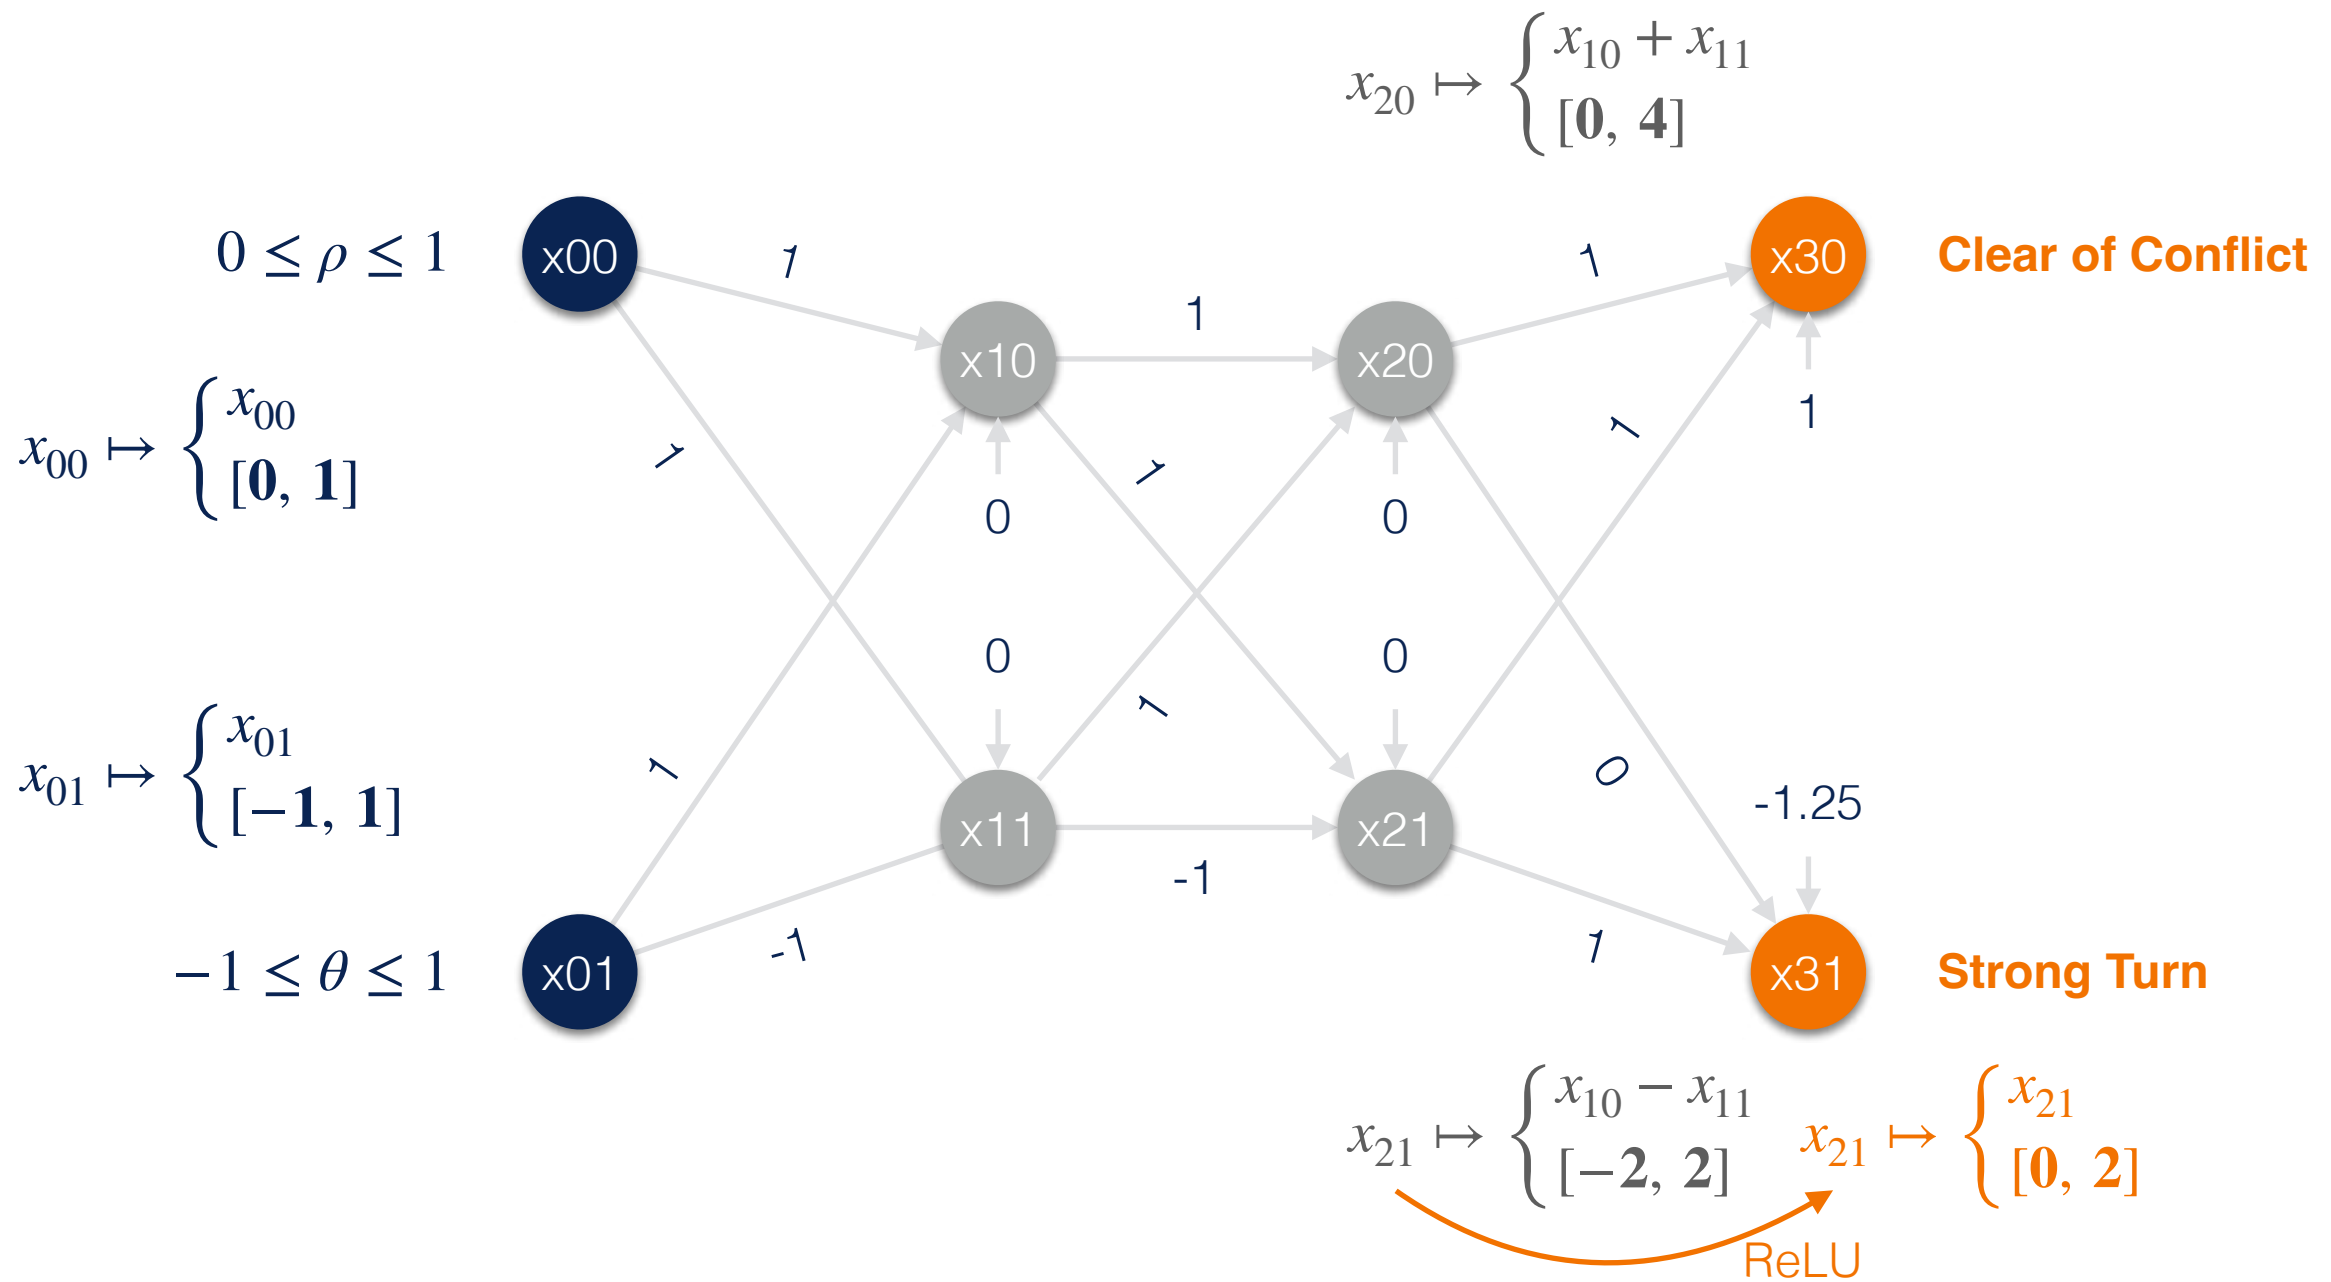 x₂₀ ↦ { x₁₀ + x₁₁
[0, 4]
0 ≤ ρ ≤ 1
x00
1
1
x30
Clear of Conflict
x10
1
x20
1
x₀₀ ↦ { x₀₀
[0, 1]
1
1
1
0
0
0
0
1
x₀₁ ↦ { x₀₁
[−1, 1]
1
0
-1.25
x11
-1
x21
−1 ≤ θ ≤ 1
x01
-1
1
x31
Strong Turn
x₂₁ ↦ { x₁₀ − x₁₁
[−2, 2]
x₂₁ ↦ { x₂₁
[0, 2]
ReLU